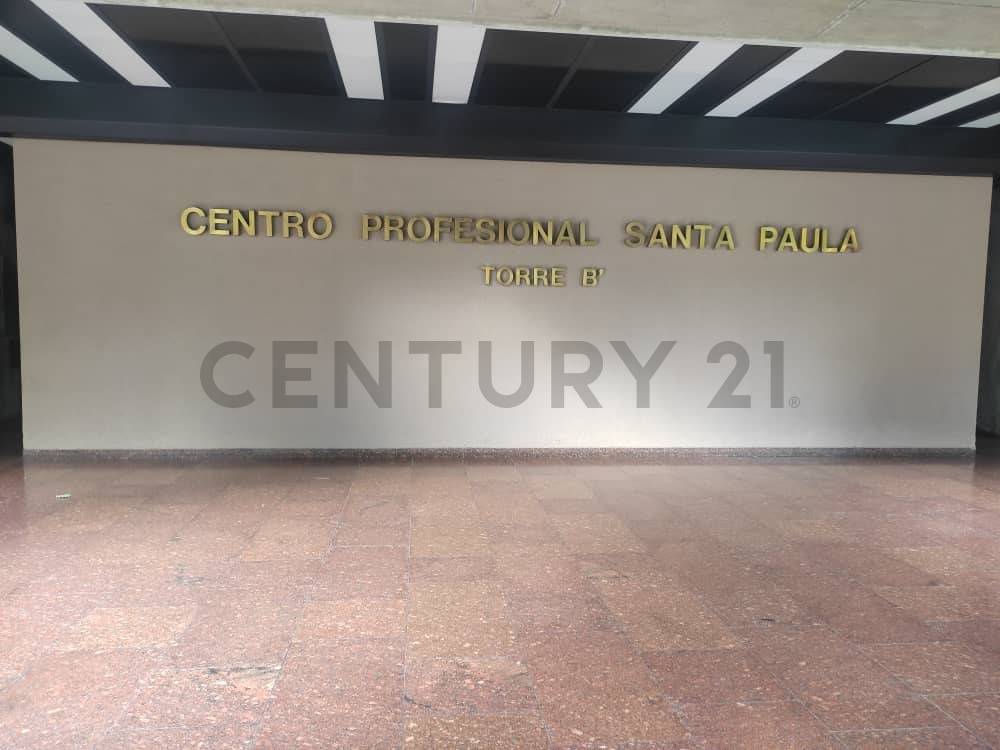 CENTRO PROFESIONAL SANTA PAULA
TORRE B'
CENTURY 21®